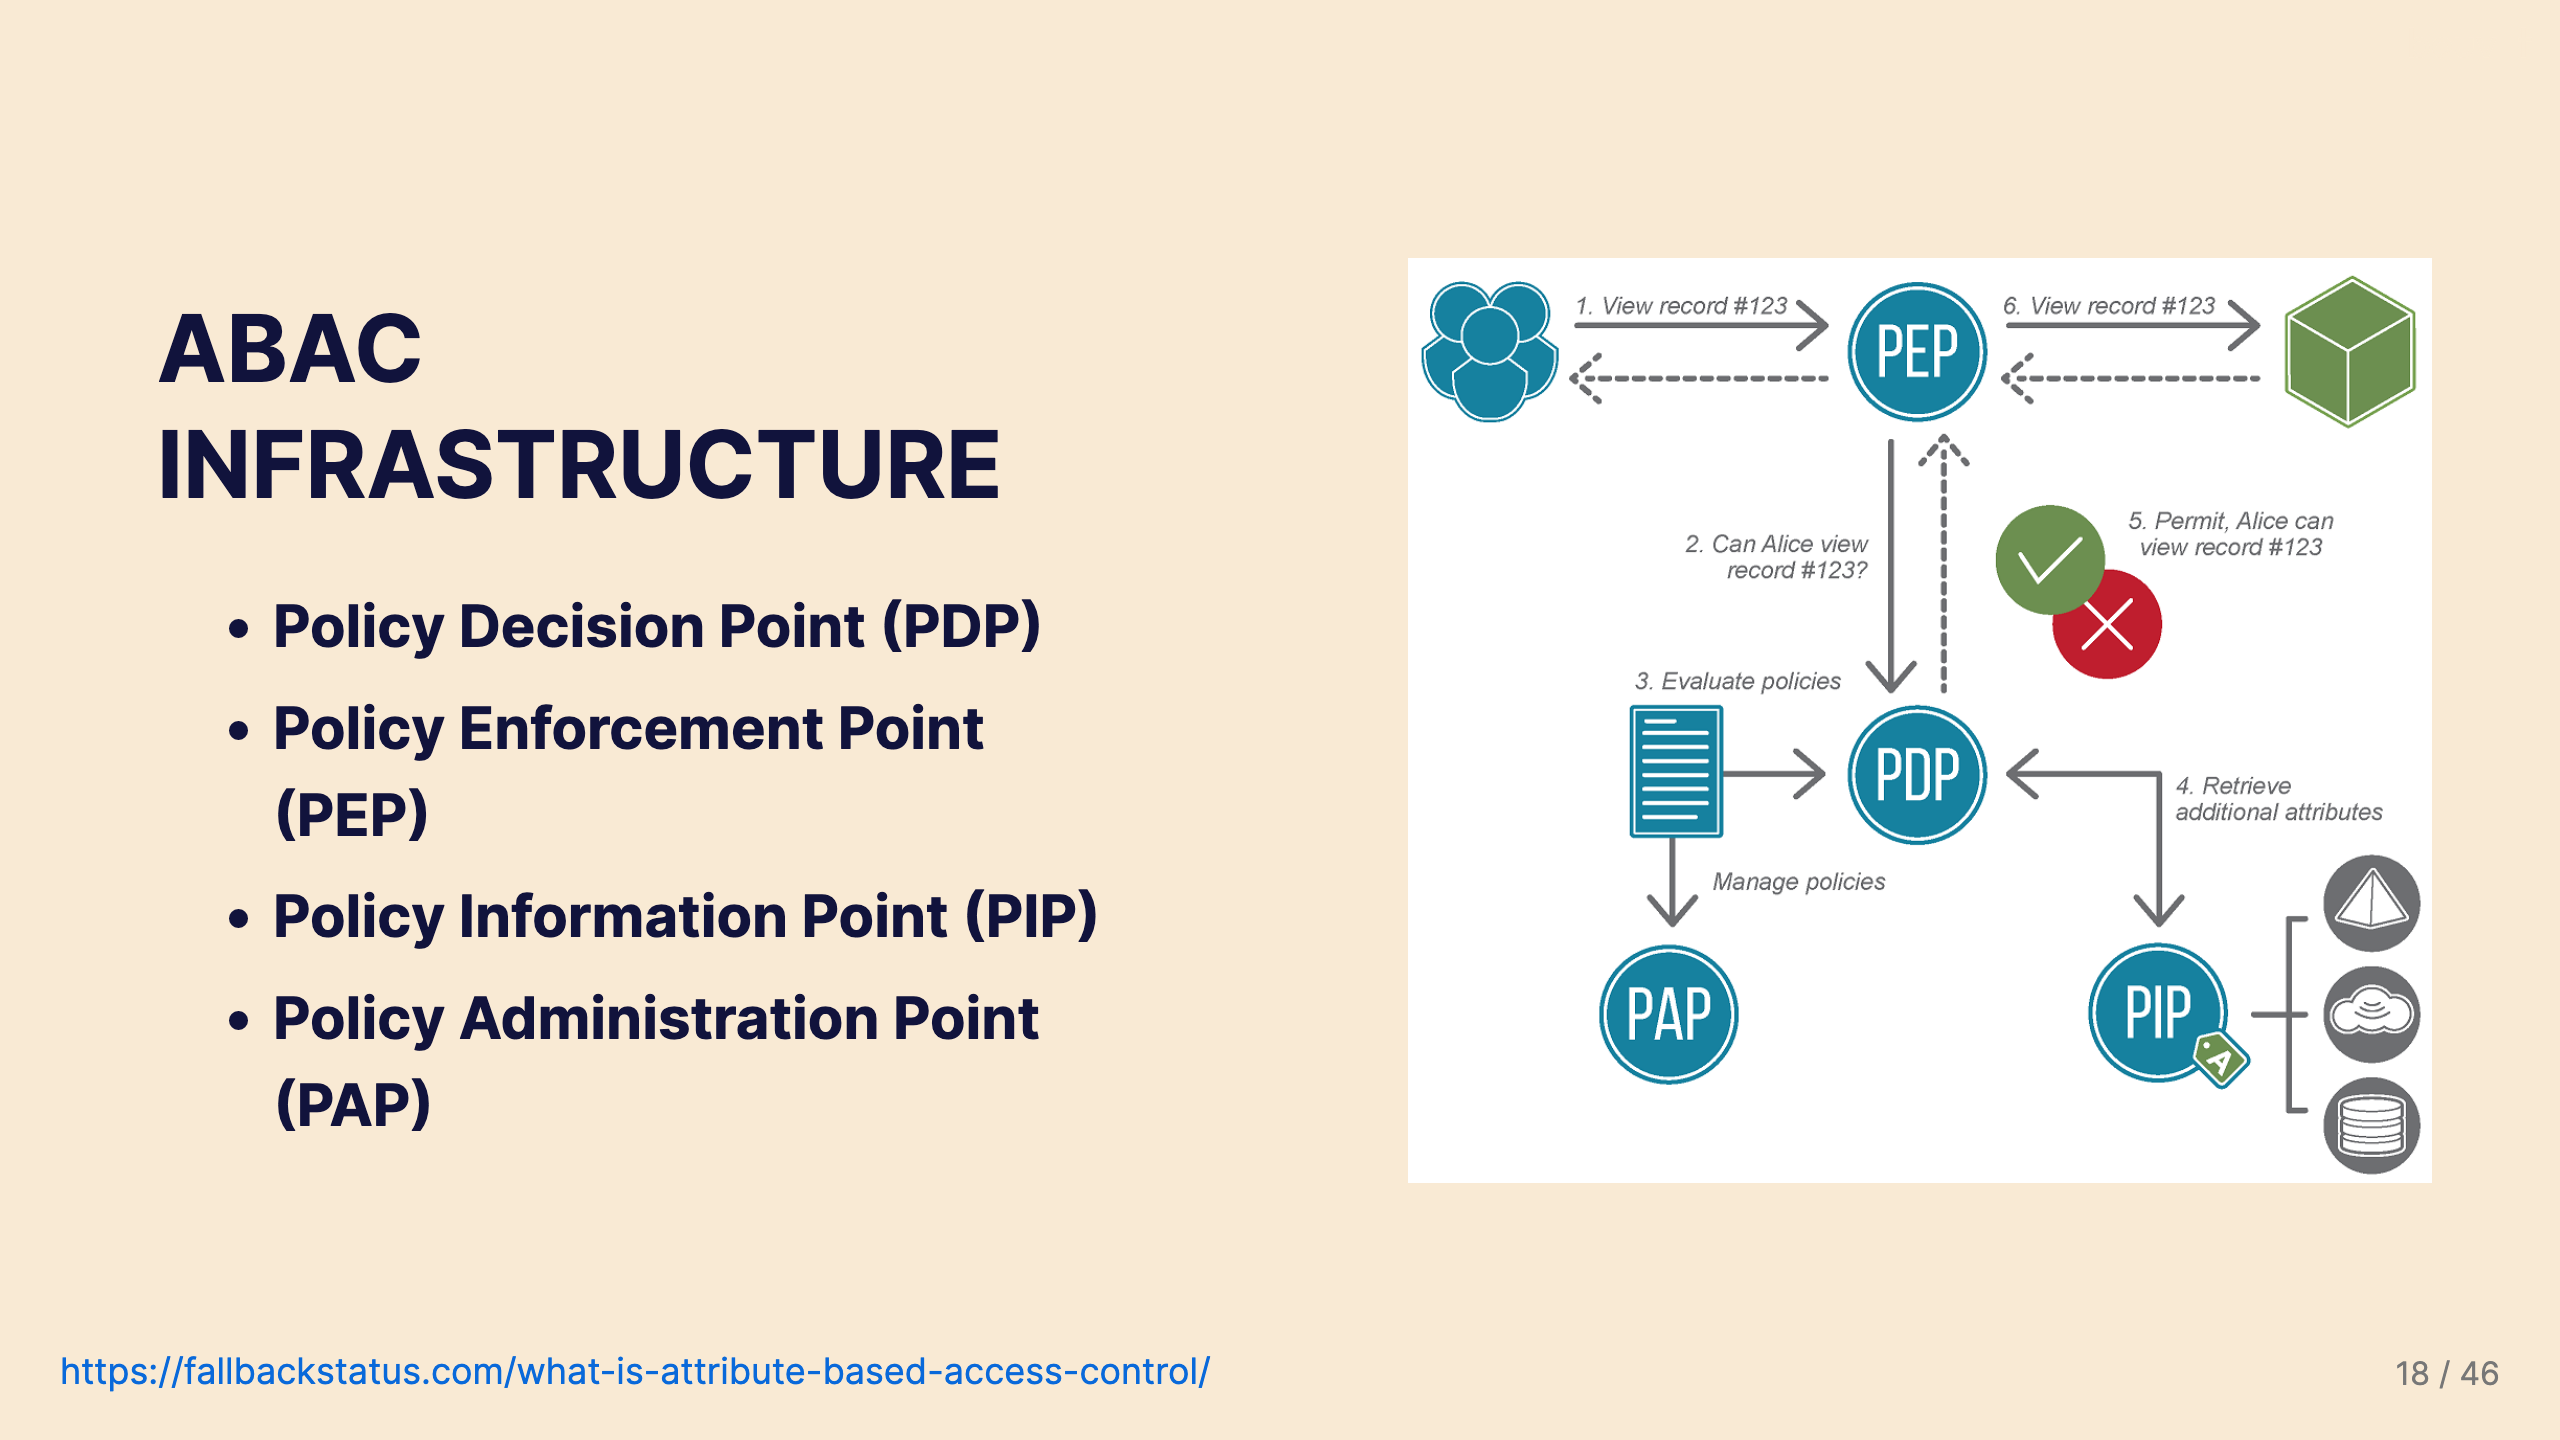 ABAC
INFRASTRUCTURE
• Policy Decision Point (PDP)
• Policy Enforcement Point
(PEP)
• Policy Information Point (PIP)
• Policy Administration Point
(PAP)
1. View record #123
PEP
6. View record #123
2. Can Alice view
record #123?
5. Permit, Alice can
view record #123
3. Evaluate policies
PDP
4. Retrieve
additional attributes
Manage policies
PAP
PIP
A
https://fallbackstatus.com/what-is-attribute-based-access-control/
18 / 46